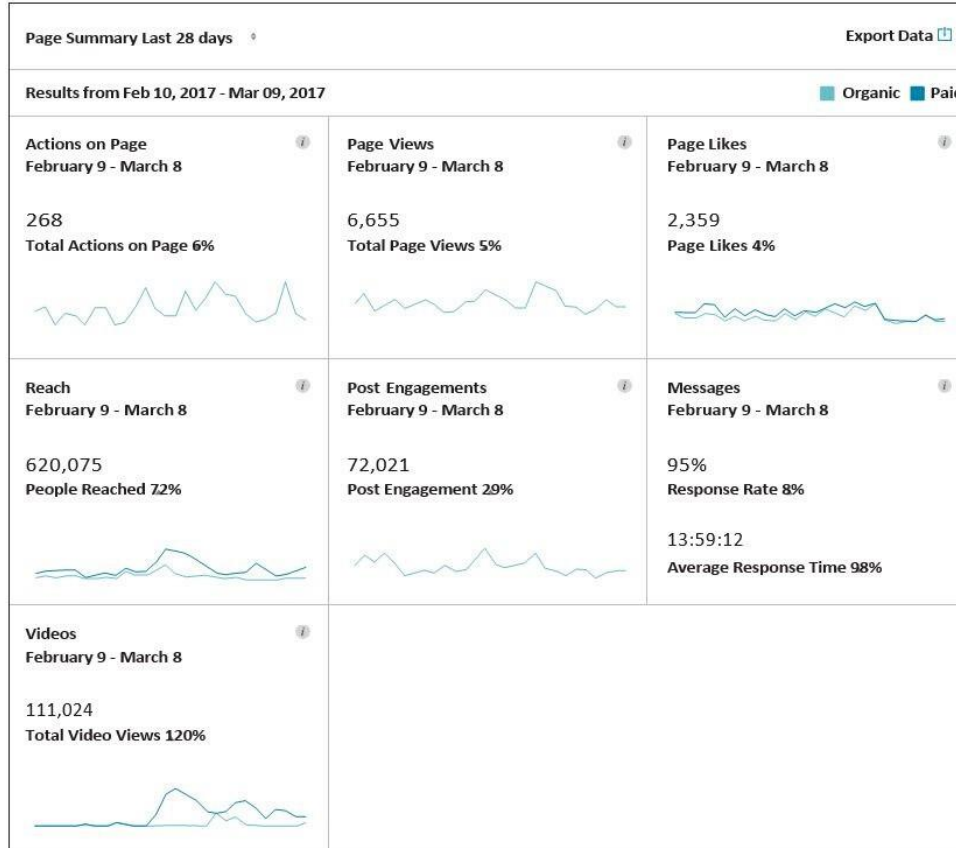 Page Summary Last 28 days
Export Data
Results from Feb 10, 2017 - Mar 09, 2017
Organic Paid
Actions on Page
February 9 - March 8
268
Total Actions on Page 6%
Page Views
February 9 - March 8
6,655
Total Page Views 5%
Page Likes
February 9 - March 8
2,359
Page Likes 4%
Reach
February 9 - March 8
620,075
People Reached 72%
Post Engagements
February 9 - March 8
72,021
Post Engagement 29%
Messages
February 9 - March 8
95%
Response Rate 8%
13:59:12
Average Response Time 98%
Videos
February 9 - March 8
111,024
Total Video Views 120%